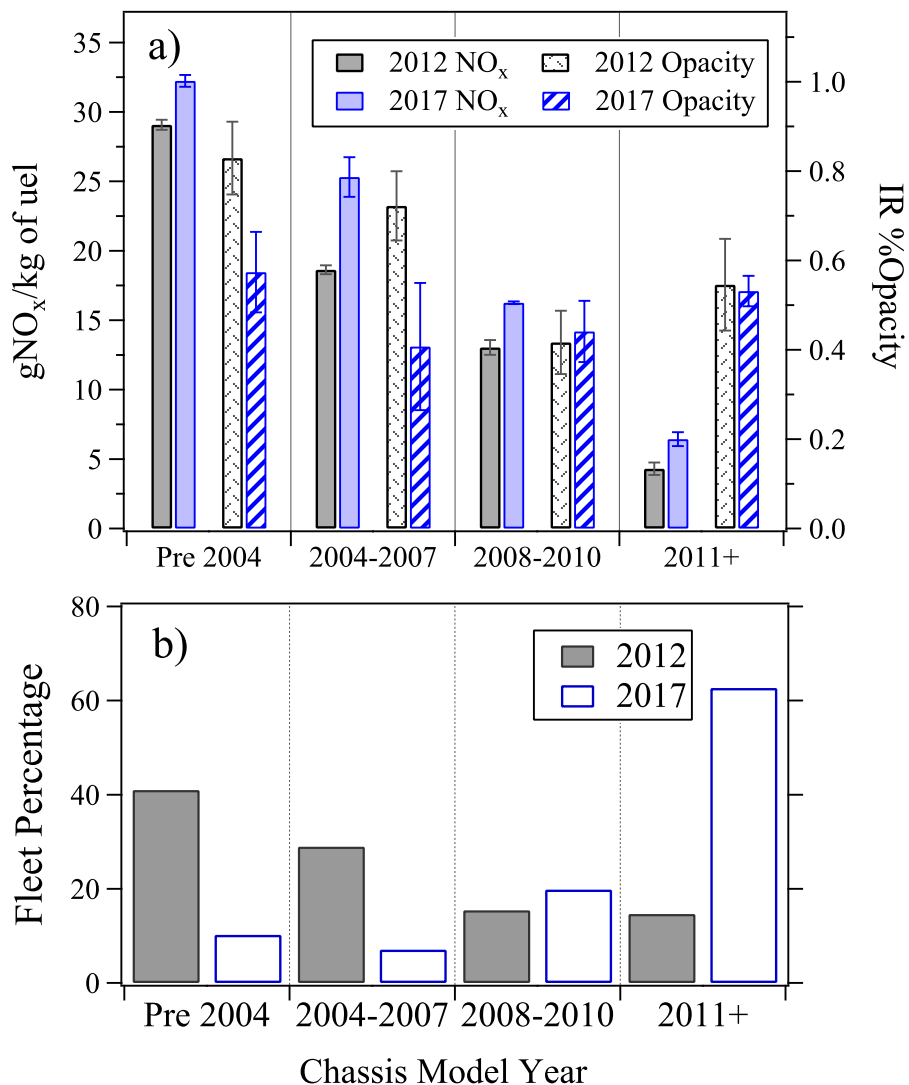 a)
2012 NOx 2012 Opacity
2017 NOx 2017 Opacity
35
30
25
20
15
10
5
0
gNOx/kg of uel
1.0
0.8
0.6
0.4
0.2
0.0
IR %Opacity
Pre 2004 2004-2007 2008-2010 2011+
b)
2012
2017
80
60
40
20
0
Fleet Percentage
Pre 2004 2004-2007 2008-2010 2011+
Chassis Model Year